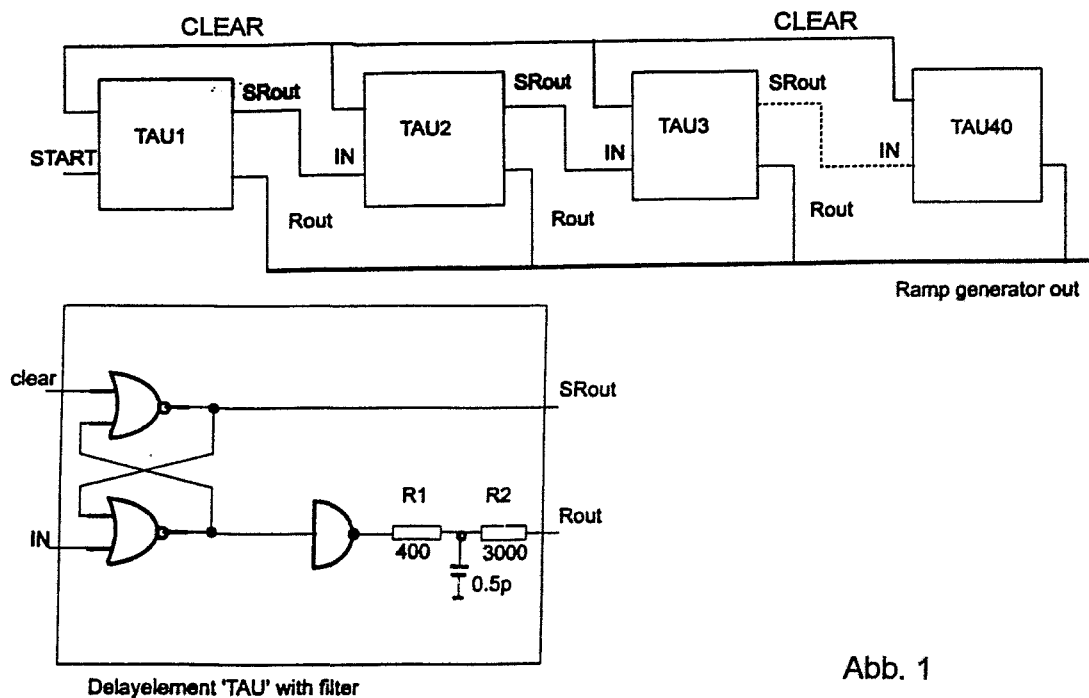 CLEAR CLEAR
SRout SRout SRout
TAU1 TAU2 TAU3 TAU40
START IN IN IN
Rout Rout Rout
Ramp generator out
clear SRout
R1 R2 Rout
IN 400 3000
0.5p
Delayelement 'TAU' with filter
Abb. 1